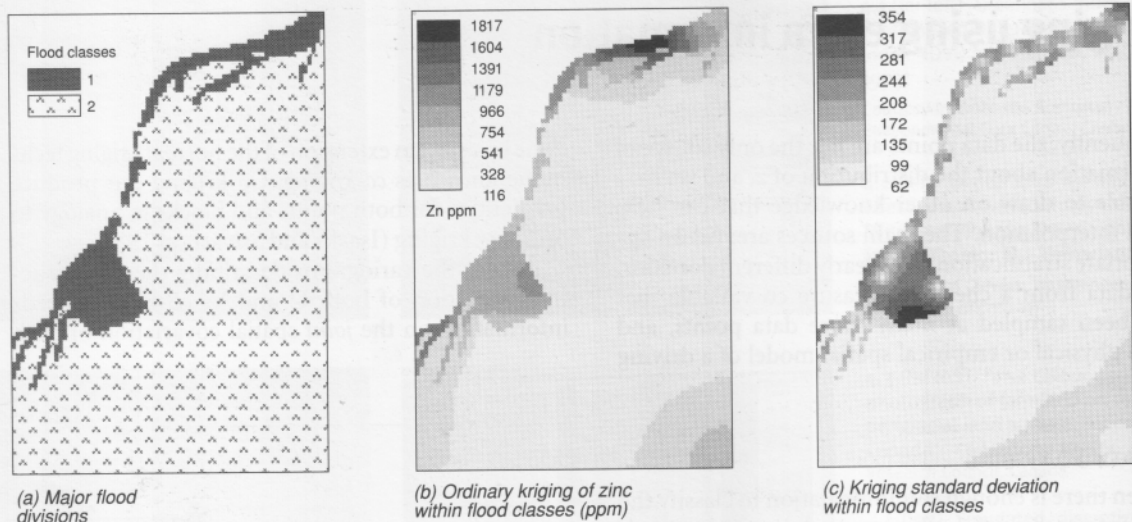 Flood classes
1
2
(a) Major flood
divisions
1817
1604
1391
1179
966
754
541
328
116
Zn ppm
(b) Ordinary kriging of zinc
within flood classes (ppm)
354
317
281
244
208
172
135
99
62
(c) Kriging standard deviation
within flood classes